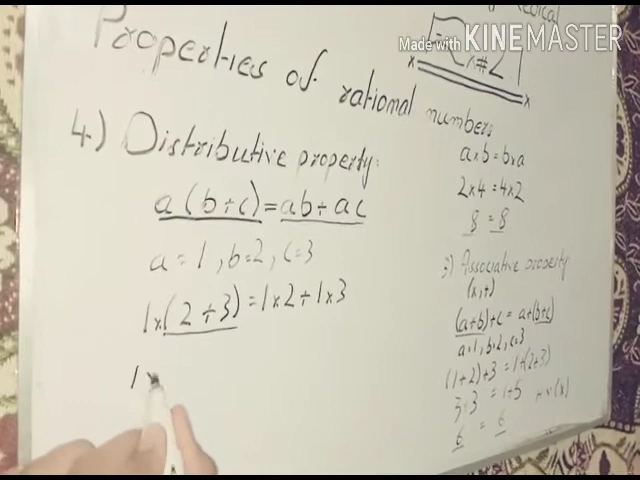 Made with KINEMASTER
Properties of rational numbers
4.) Distributive property:
a(b+c)=ab+ac
a=1, b=2, c=3
1×(2+3)=1×2+1×3
1
a×b=b×a
2×4=4×2
8=8
3) Associative property
(×,+)
(a+b)+c=a+(b+c)
a=1, b=2, c=3
(1+2)+3=1+(2+3)
3+3=1+5
6=6